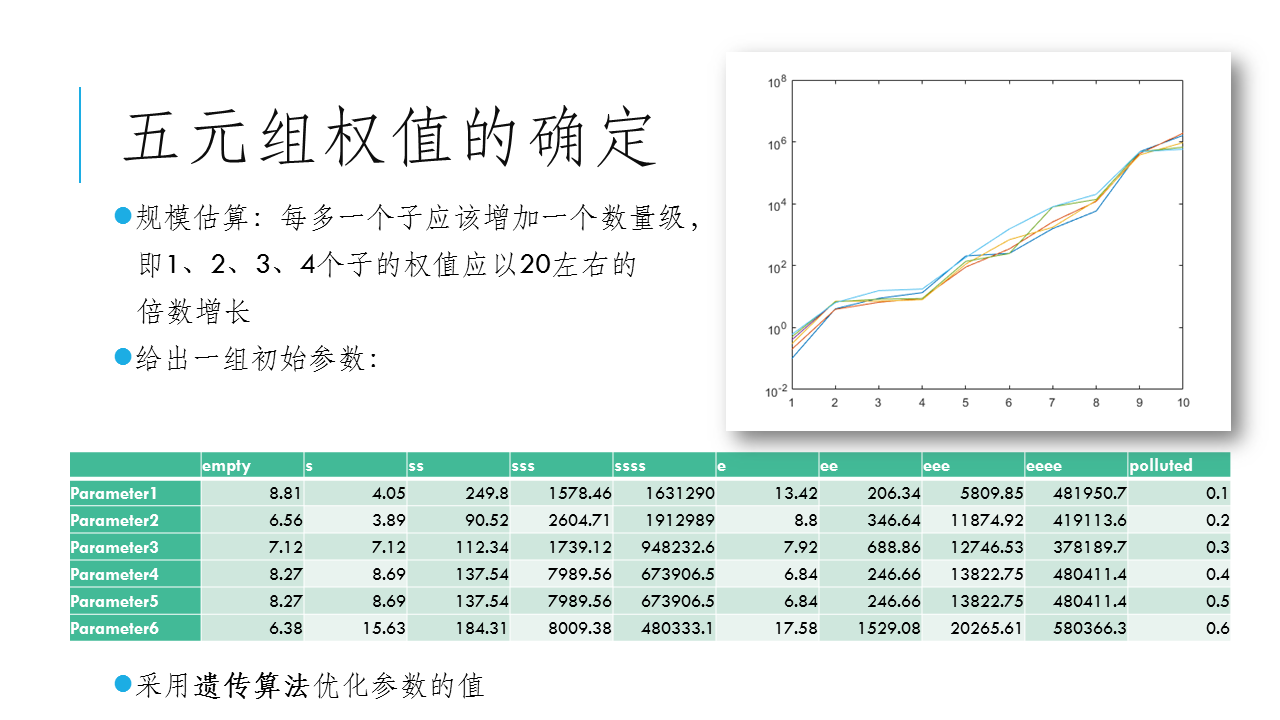 五元组权值的确定
●规模估算：每多一个子应该增加一个数量级，
即1、2、3、4个子的权值应以20左右的
倍数增长
●给出一组初始参数：
10^8
10^6
10^4
10^2
10^0
10^-2
1 2 3 4 5 6 7 8 9 10
empty s ss sss ssss e ee eee eeee polluted
Parameter1 8.81 4.05 249.8 1578.46 1631290 13.42 206.34 5809.85 481950.7 0.1
Parameter2 6.56 3.89 90.52 2604.71 1912989 8.8 346.64 11874.92 419113.6 0.2
Parameter3 7.12 7.12 112.34 1739.12 948232.6 7.92 688.86 12746.53 378189.7 0.3
Parameter4 8.27 8.69 137.54 7989.56 673906.5 6.84 246.66 13822.75 480411.4 0.4
Parameter5 8.27 8.69 137.54 7989.56 673906.5 6.84 246.66 13822.75 480411.4 0.5
Parameter6 6.38 15.63 184.31 8009.38 480333.1 17.58 1529.08 20265.61 580366.3 0.6
●采用遗传算法优化参数的值